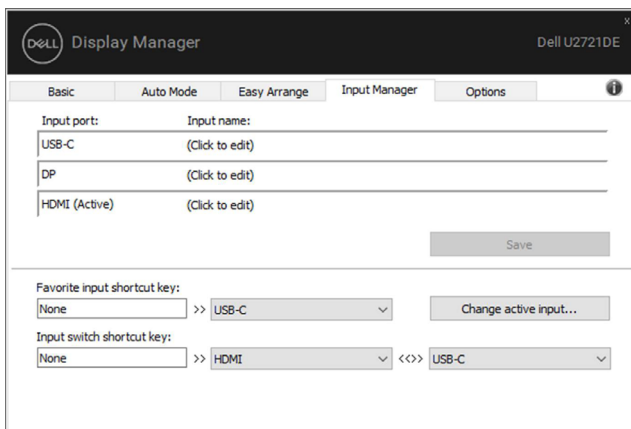 x
DELL Display Manager Dell U2721DE
Basic Auto Mode Easy Arrange Input Manager Options i
Input port: Input name:
USB-C (Click to edit)
DP (Click to edit)
HDMI (Active) (Click to edit)
Save
Favorite input shortcut key:
None >> USB-C Change active input...
Input switch shortcut key:
None >> HDMI <<>> USB-C